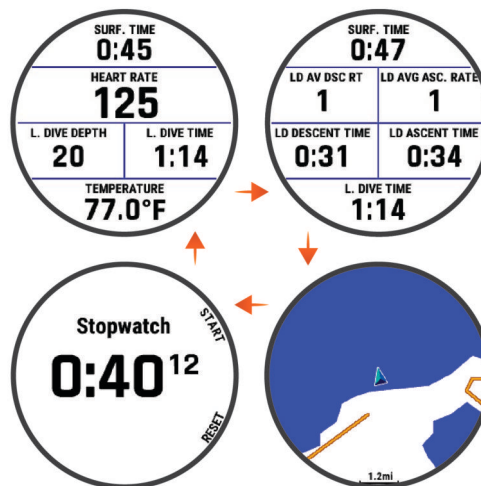 SURF. TIME
0:45
HEART RATE
125
L. DIVE DEPTH L. DIVE TIME
20 1:14
TEMPERATURE
77.0°F
SURF. TIME
0:47
LD AV DSC RT LD AVG ASC. RATE
1 1
LD DESCENT TIME LD ASCENT TIME
0:31 0:34
L. DIVE TIME
1:14
Stopwatch
START
0:40 12
RESET
1.2mi